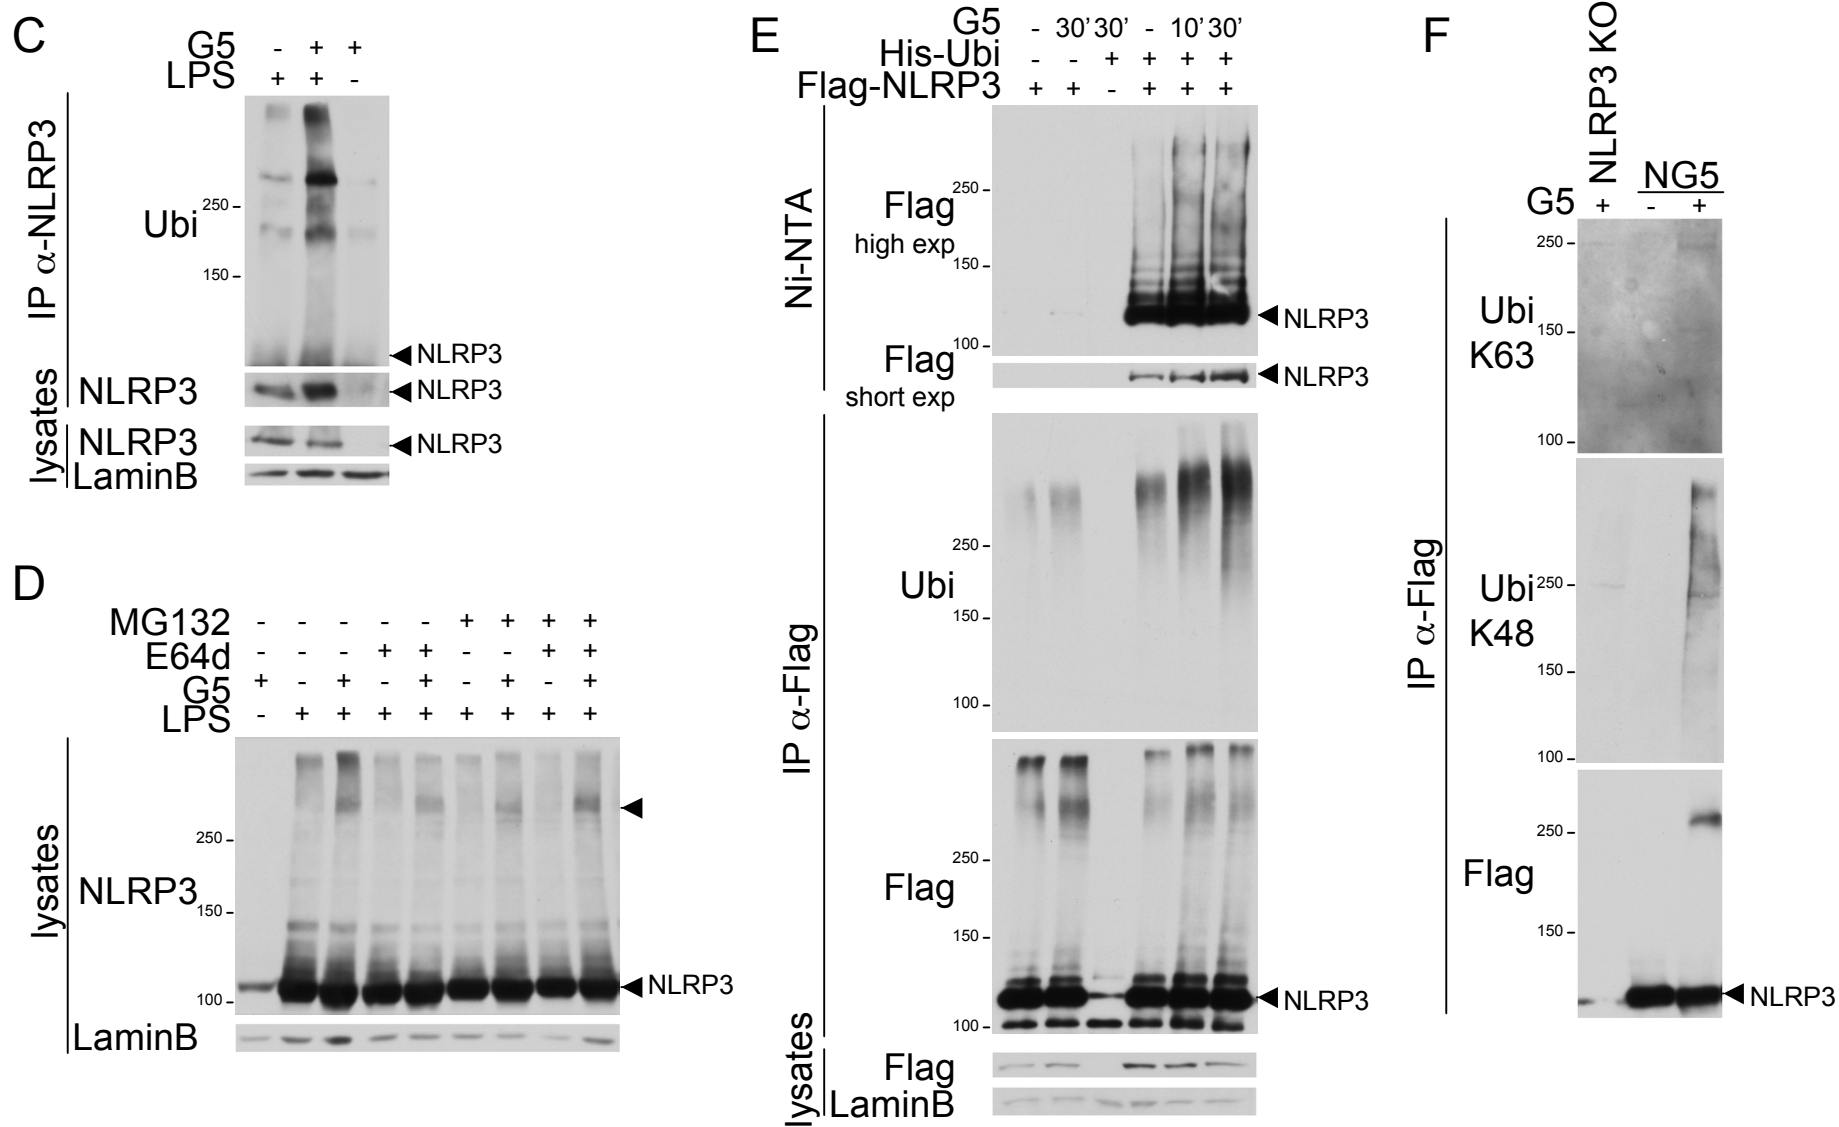 C
G5 - + +
LPS + + -
IP α-NLRP3
Ubi
250
150
NLRP3
NLRP3 NLRP3
lysates
NLRP3 NLRP3
LaminB
D
MG132 - - - - - + + + +
E64d - - - + + - - + +
G5 + - + - + - + - +
LPS - + + + + + + + +
lysates
250
NLRP3
150
100
NLRP3
LaminB
E
G5 - 30' 30' - 10' 30'
His-Ubi - - + + + +
Flag-NLRP3 + + - + + +
Ni-NTA
Flag
high exp
250
150
100
NLRP3
Flag
short exp
NLRP3
IP α-Flag
Ubi
250
150
100
Flag
250
150
100
NLRP3
lysates
Flag
LaminB
F
NLRP3 KO
NG5
G5 + - +
IP α-Flag
Ubi
K63
250
150
100
Ubi
K48
250
150
100
Flag
250
150
NLRP3